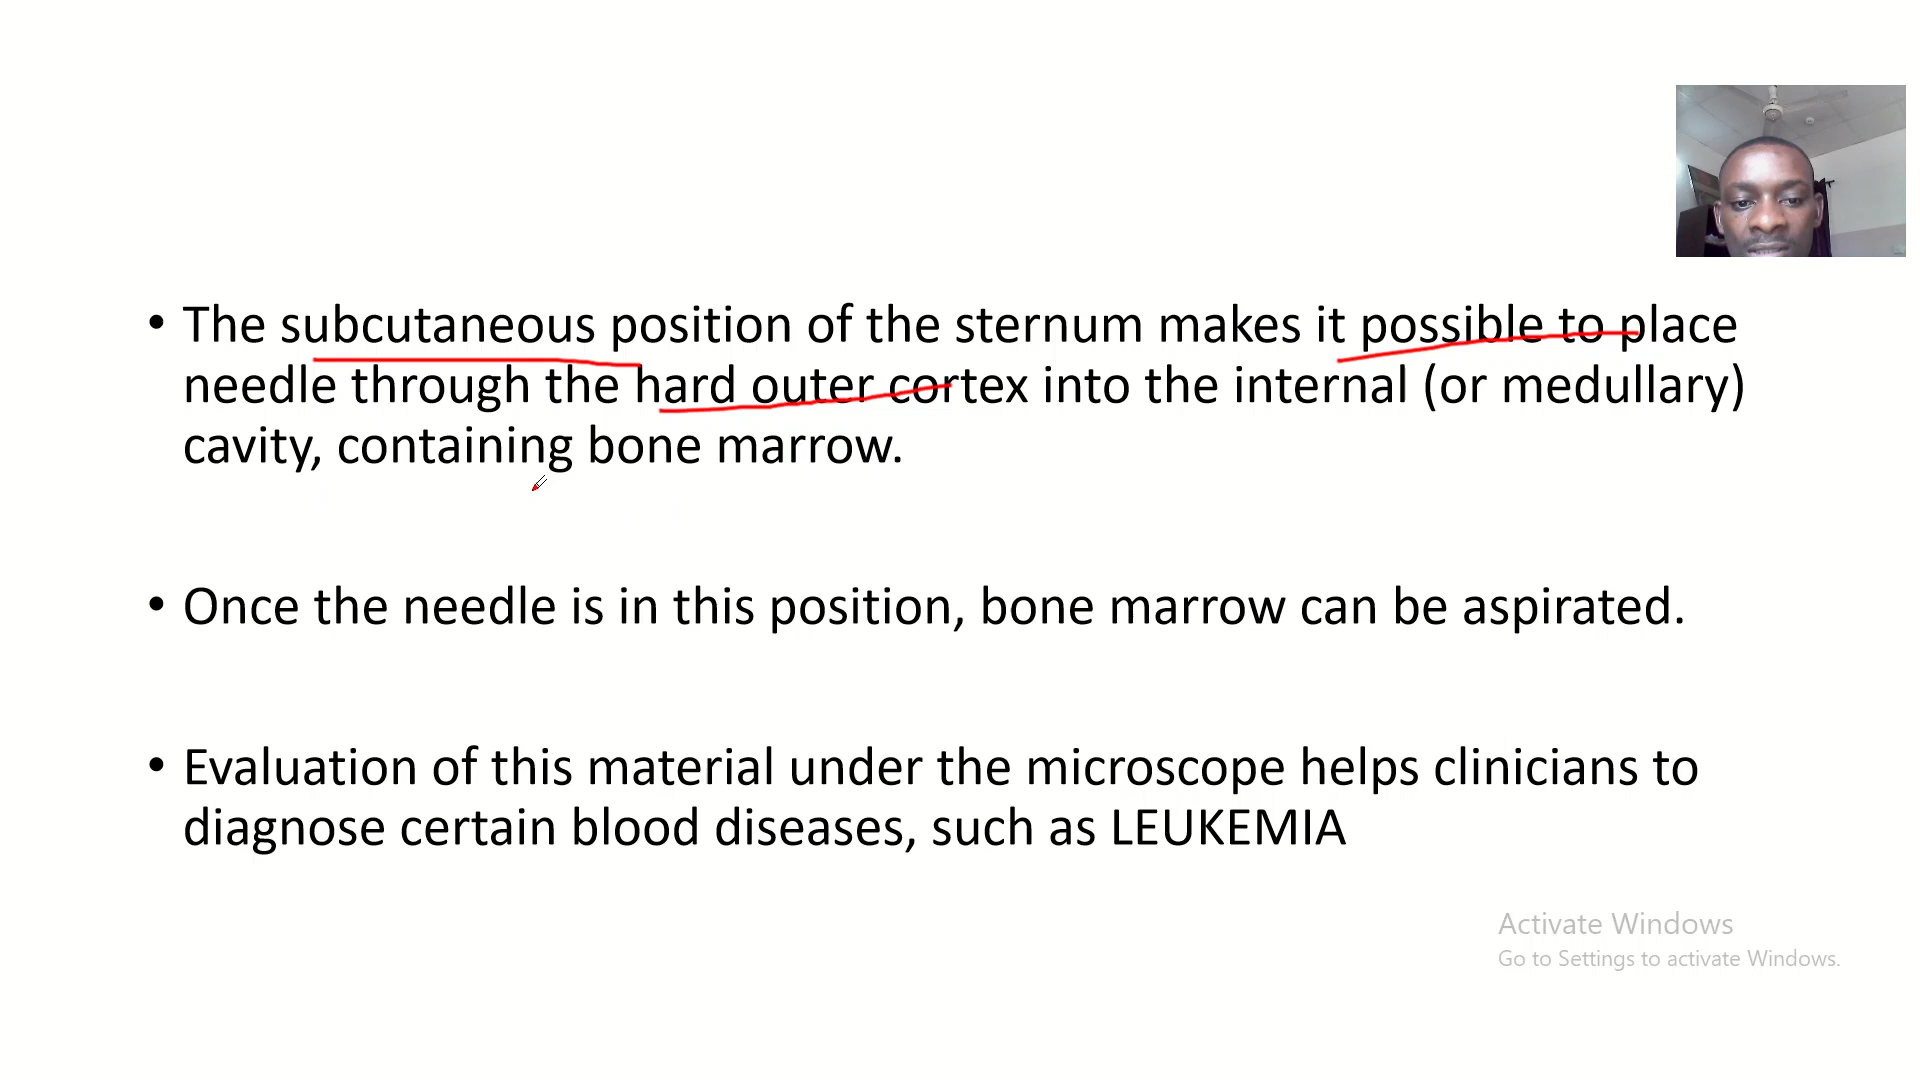 • The subcutaneous position of the sternum makes it possible to place
needle through the hard outer cortex into the internal (or medullary)
cavity, containing bone marrow.
• Once the needle is in this position, bone marrow can be aspirated.
• Evaluation of this material under the microscope helps clinicians to
diagnose certain blood diseases, such as LEUKEMIA
Activate Windows
Go to Settings to activate Windows.